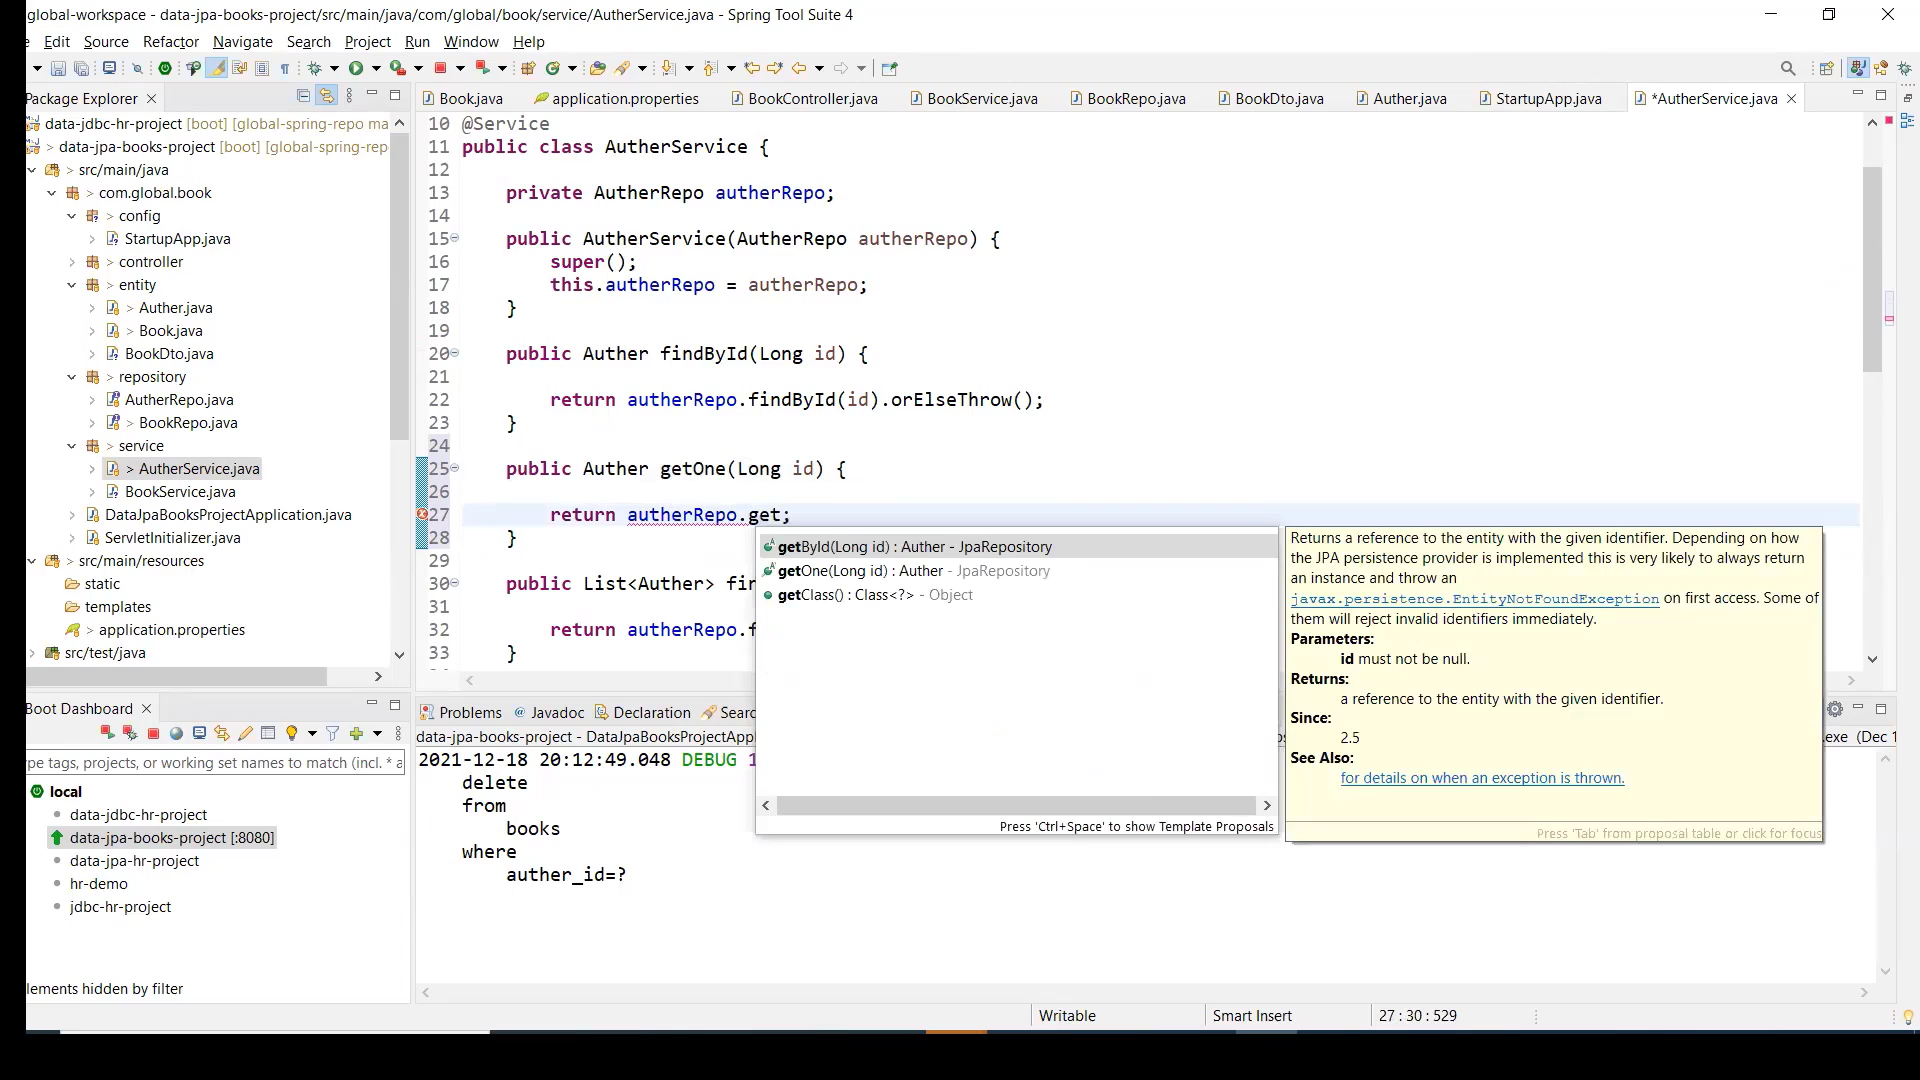 global-workspace - data-jpa-books-project/src/main/java/com/global/book/service/AutherService.java - Spring Tool Suite 4
Edit Source Refactor Navigate Search Project Run Window Help
Package Explorer
Book.java application.properties BookController.java BookService.java BookRepo.java BookDto.java Auther.java StartupApp.java *AutherService.java
data-jdbc-hr-project [boot] [global-spring-repo ma
> data-jpa-books-project [boot] [global-spring-rep
> src/main/java
> com.global.book
> config
StartupApp.java
> controller
> entity
> Auther.java
> Book.java
BookDto.java
> repository
AutherRepo.java
> BookRepo.java
> service
> AutherService.java
BookService.java
DataJpaBooksProjectApplication.java
ServletInitializer.java
> src/main/resources
static
templates
> application.properties
src/test/java
10 @Service
11 public class AutherService {
12
13 private AutherRepo autherRepo;
14
15 public AutherService(AutherRepo autherRepo) {
16 super();
17 this.autherRepo = autherRepo;
18 }
19
20 public Auther findById(Long id) {
21
22 return autherRepo.findById(id).orElseThrow();
23 }
24
25 public Auther getOne(Long id) {
26
27 return autherRepo.get;
28 }
29
30 public List<Auther> fin
31
32 return autherRepo.f
33 }
getById(Long id) : Auther - JpaRepository
getOne(Long id) : Auther - JpaRepository
getClass() : Class<?> - Object
Press 'Ctrl+Space' to show Template Proposals
Returns a reference to the entity with the given identifier. Depending on how
the JPA persistence provider is implemented this is very likely to always return
an instance and throw an
javax.persistence.EntityNotFoundException on first access. Some of
them will reject invalid identifiers immediately.
Parameters:
id must not be null.
Returns:
a reference to the entity with the given identifier.
Since:
2.5
See Also:
for details on when an exception is thrown.
Press 'Tab' from proposal table or click for focus
Boot Dashboard
type tags, projects, or working set names to match (incl. * a
local
data-jdbc-hr-project
data-jpa-books-project [:8080]
data-jpa-hr-project
hr-demo
jdbc-hr-project
elements hidden by filter
Problems @ Javadoc Declaration Searc
data-jpa-books-project - DataJpaBooksProjectApp
.exe (Dec 1
2021-12-18 20:12:49.048 DEBUG 1
delete
from
books
where
auther_id=?
Writable Smart Insert 27 : 30 : 529